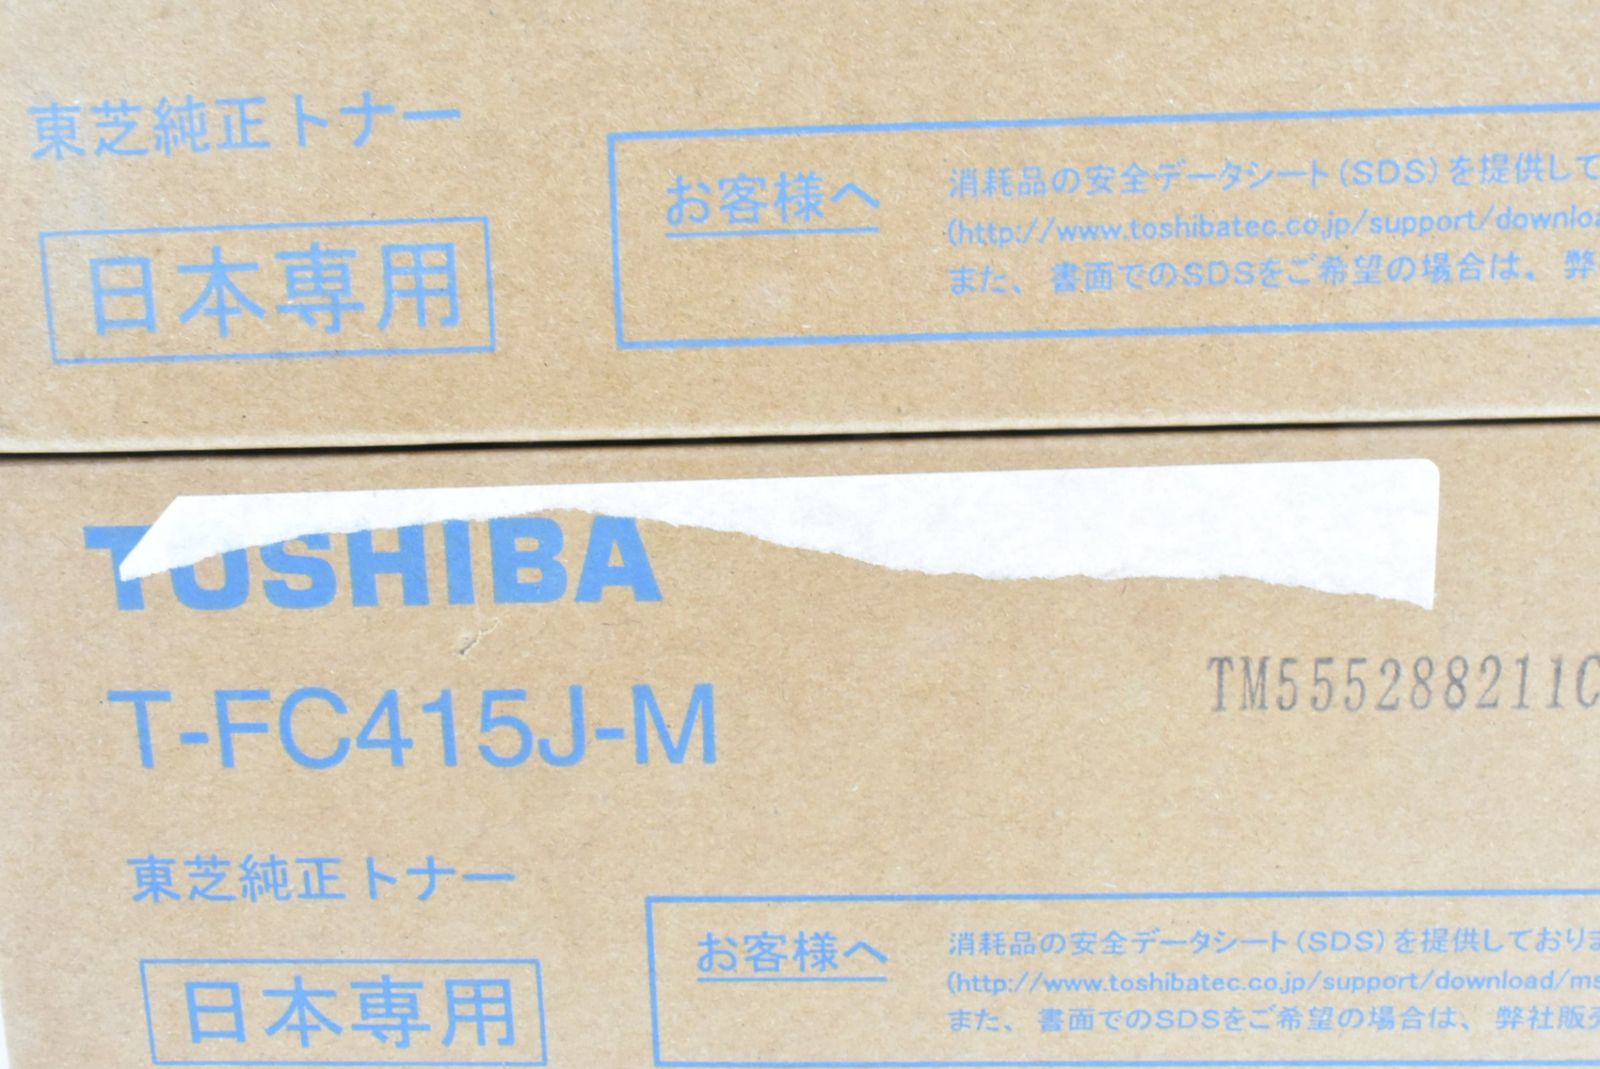 東芝純正トナー
日本専用
お客様へ
消耗品の安全データシート(SDS)を提供して
(http://www.toshibatec.co.jp/support/downloa
また、書面でのSDSをご希望の場合は、弊
TOSHIBA
T-FC415J-M
TM555288211C
東芝純正トナー
日本専用
お客様へ
消耗品の安全データシート(SDS)を提供しておりま
(http://www.toshibatec.co.jp/support/download/ms
また、書面でのSDSをご希望の場合は、弊社販売